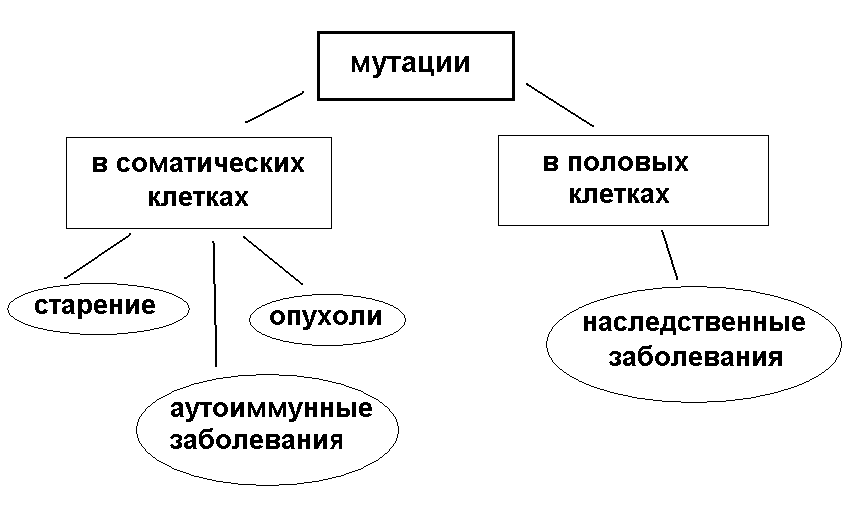 мутации
в соматических
клетках
в половых
клетках
старение
опухоли
аутоиммунные
заболевания
наследственные
заболевания